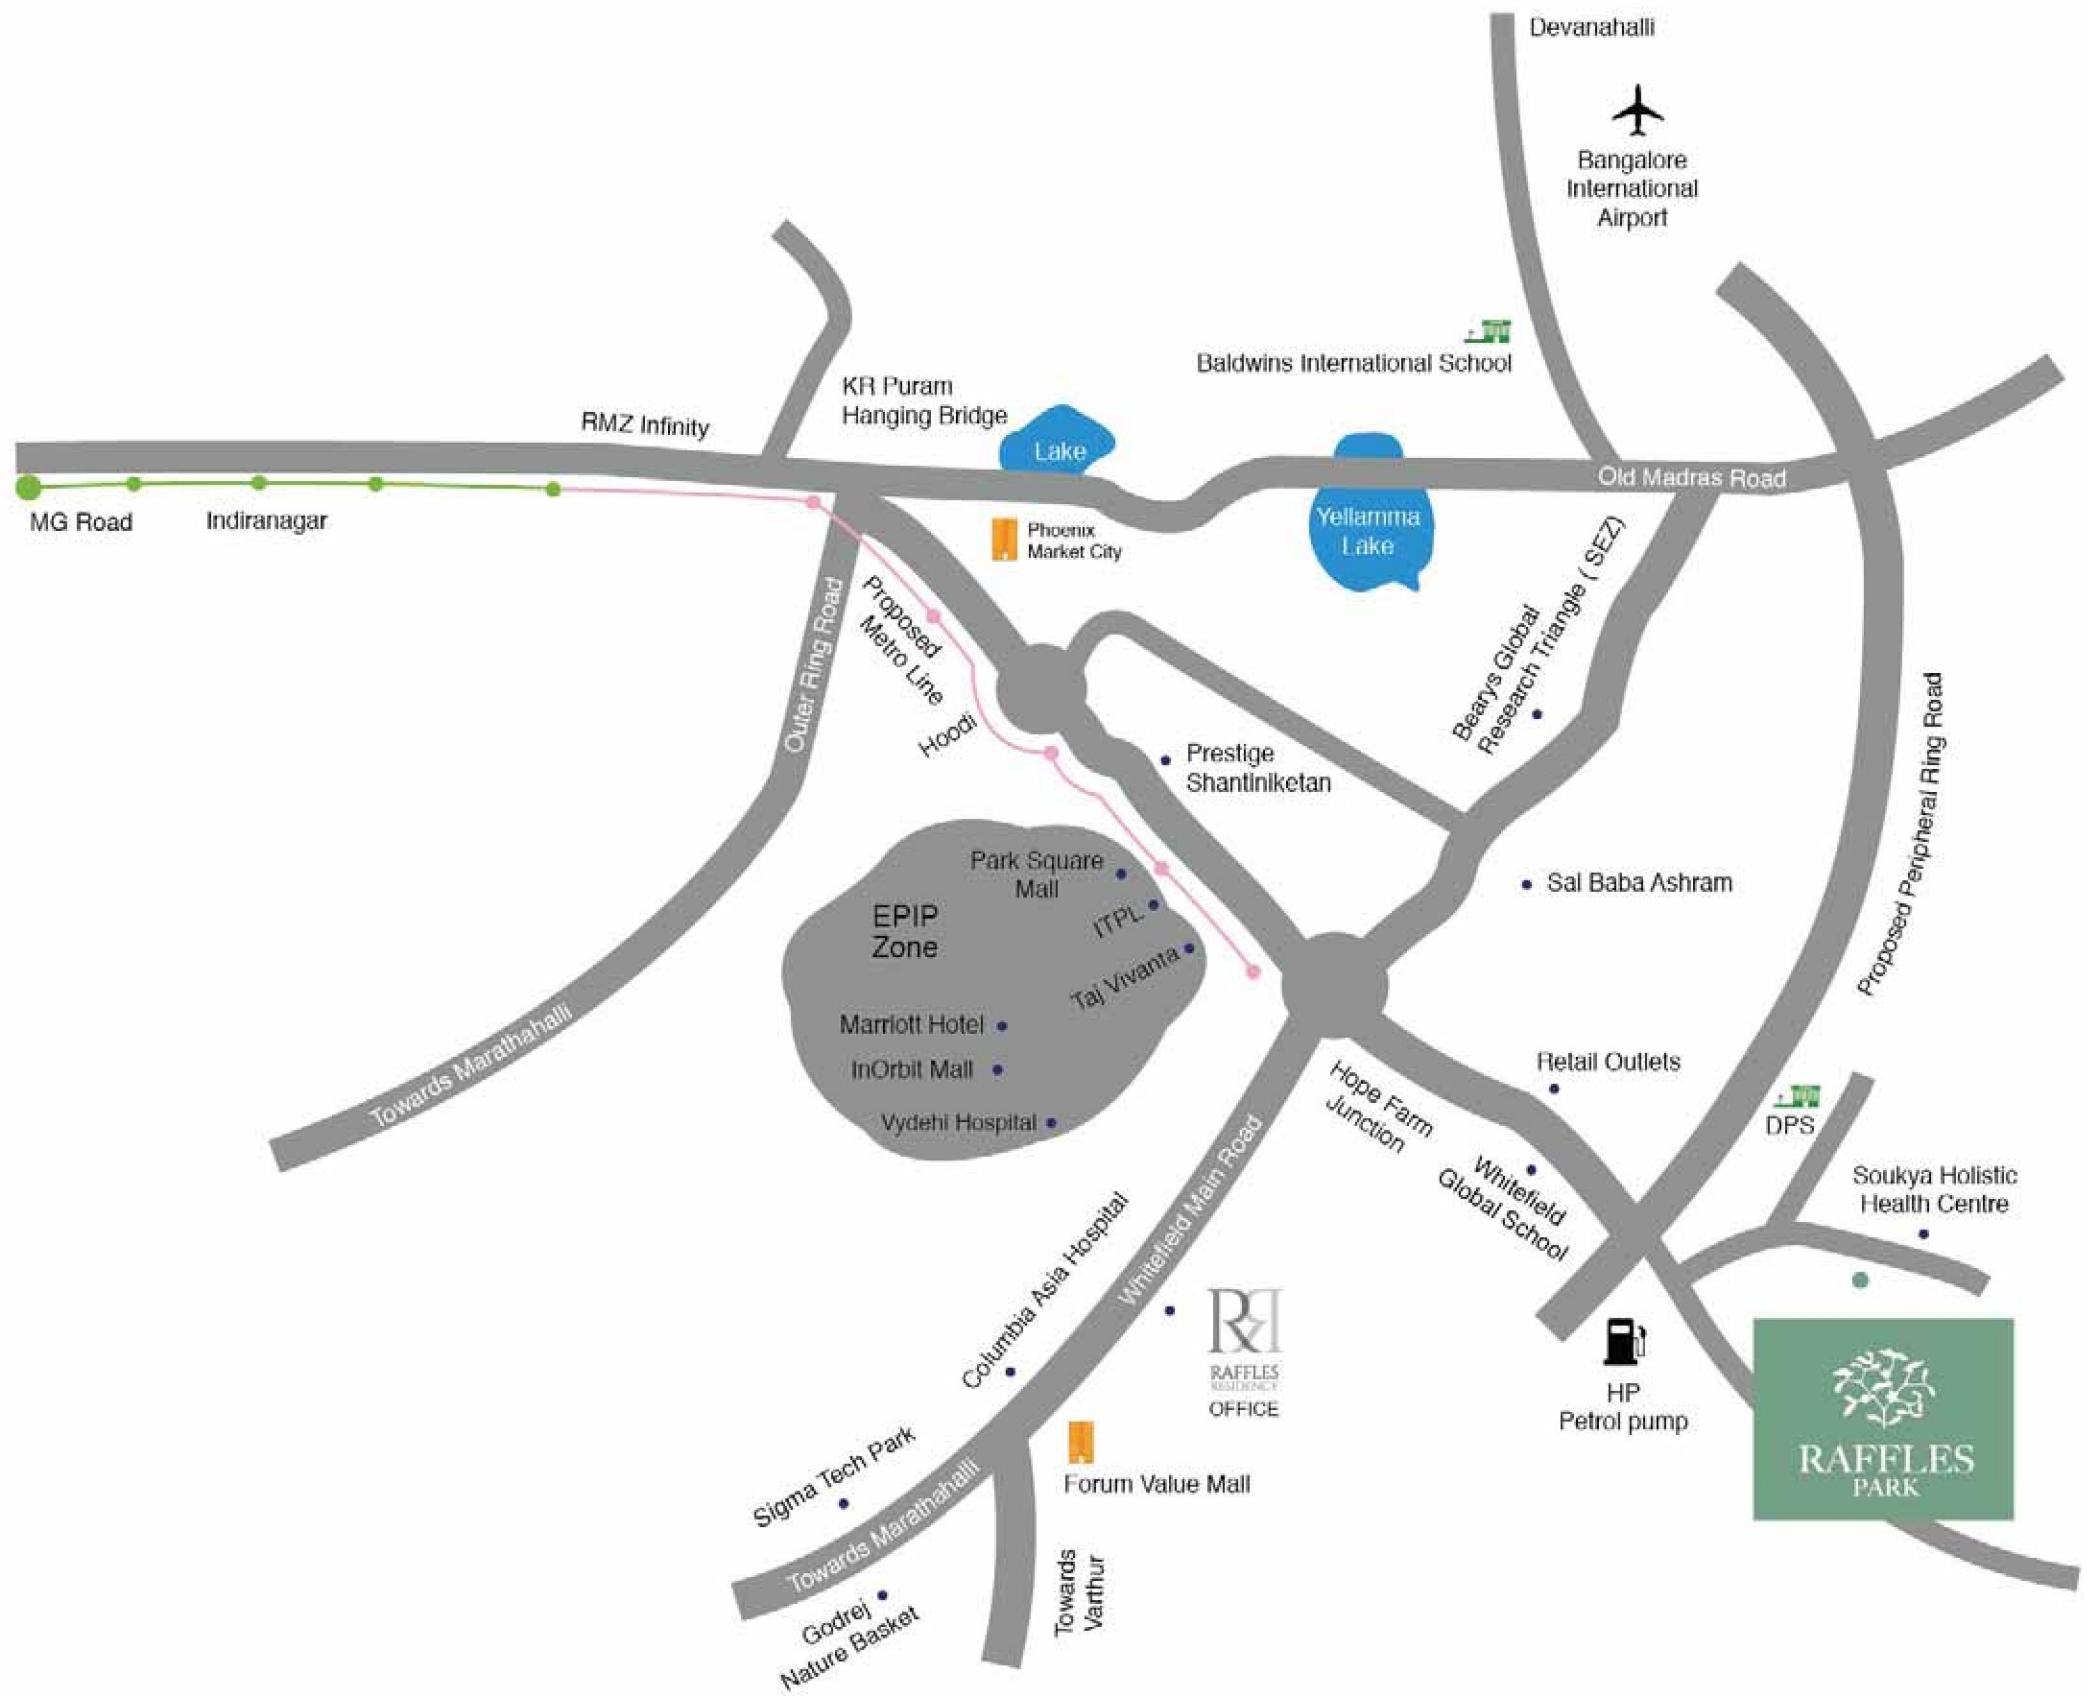 Devanahalli
Bangalore
International
Airport
Baldwins International School
KR Puram
Hanging Bridge
RMZ Infinity
Lake
Old Madras Road
MG Road
Indiranagar
Phoenix
Market City
Yellamma
Lake
Bearys Global
Research Triangle ( SEZ)
Outer Ring Road
Proposed
Metro Line
Hoodi
Prestige
Shantiniketan
Proposed Peripheral Ring Road
Park Square
Mall
EPIP
Zone
ITPL
Taj Vivanta
Sal Baba Ashram
Marriott Hotel
InOrbit Mall
Vydehi Hospital
Towards Marathahalli
Hope Farm
Junction
Retail Outlets
Whitefield
Global School
DPS
Soukya Holistic
Health Centre
Whitefield Main Road
Columbia Asia Hospital
RR
RAFFLES
RESIDENCY
OFFICE
HP
Petrol pump
RAFFLES
PARK
Sigma Tech Park
Forum Value Mall
Towards Marathahalli
Towards
Varthur
Godrej
Nature Basket